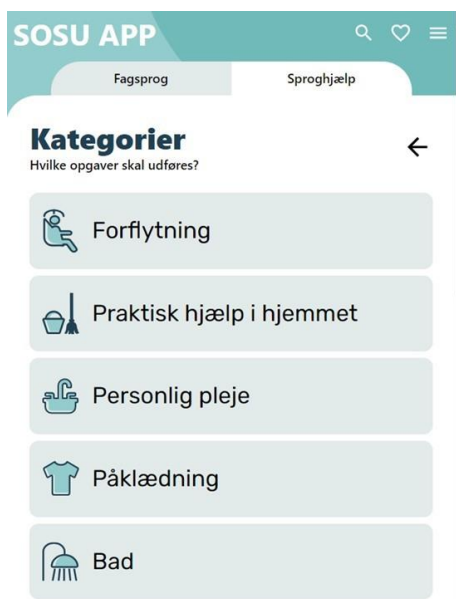 SOSU APP
Fagsprog
Sproghjælp
Kategorier
Hvilke opgaver skal udføres?
Forflytning
Praktisk hjælp i hjemmet
Personlig pleje
Påklædning
Bad